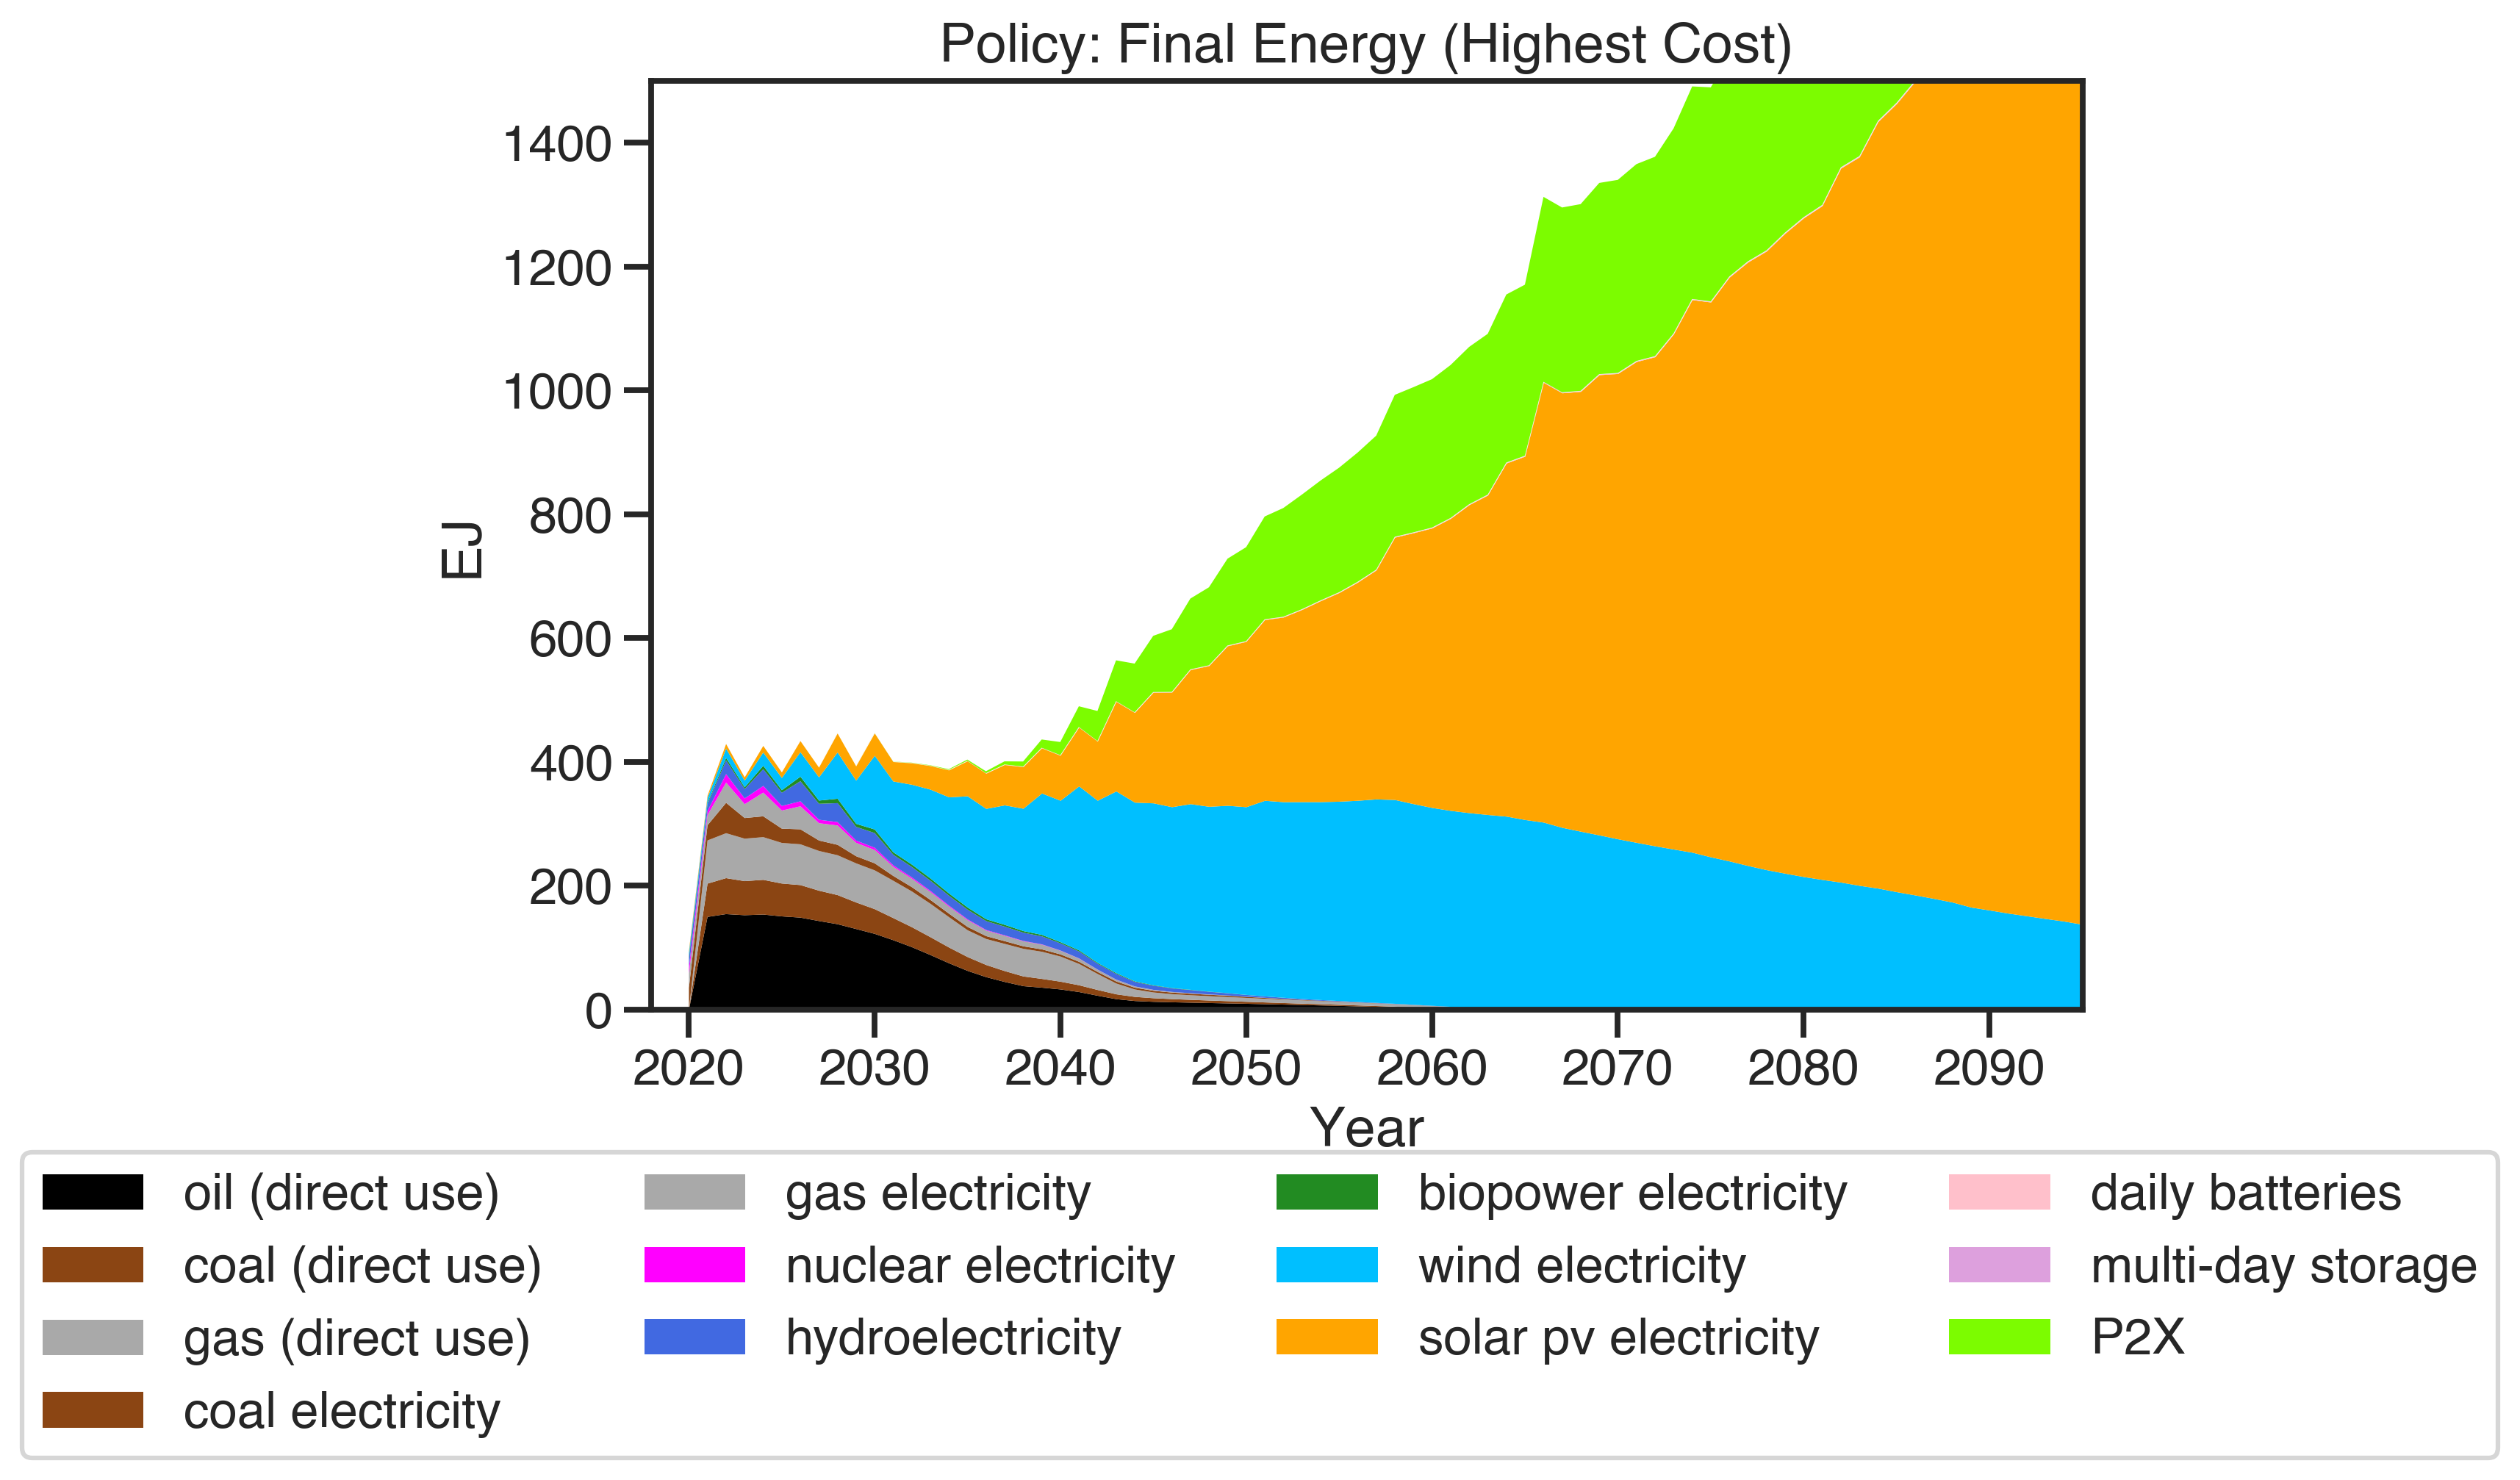 Policy: Final Energy (Highest Cost)
1400
1200
1000
800
600
400
200
0
EJ
2020 2030 2040 2050 2060 2070 2080 2090
Year
oil (direct use)
coal (direct use)
gas (direct use)
coal electricity
gas electricity
nuclear electricity
hydroelectricity
biopower electricity
wind electricity
solar pv electricity
daily batteries
multi-day storage
P2X